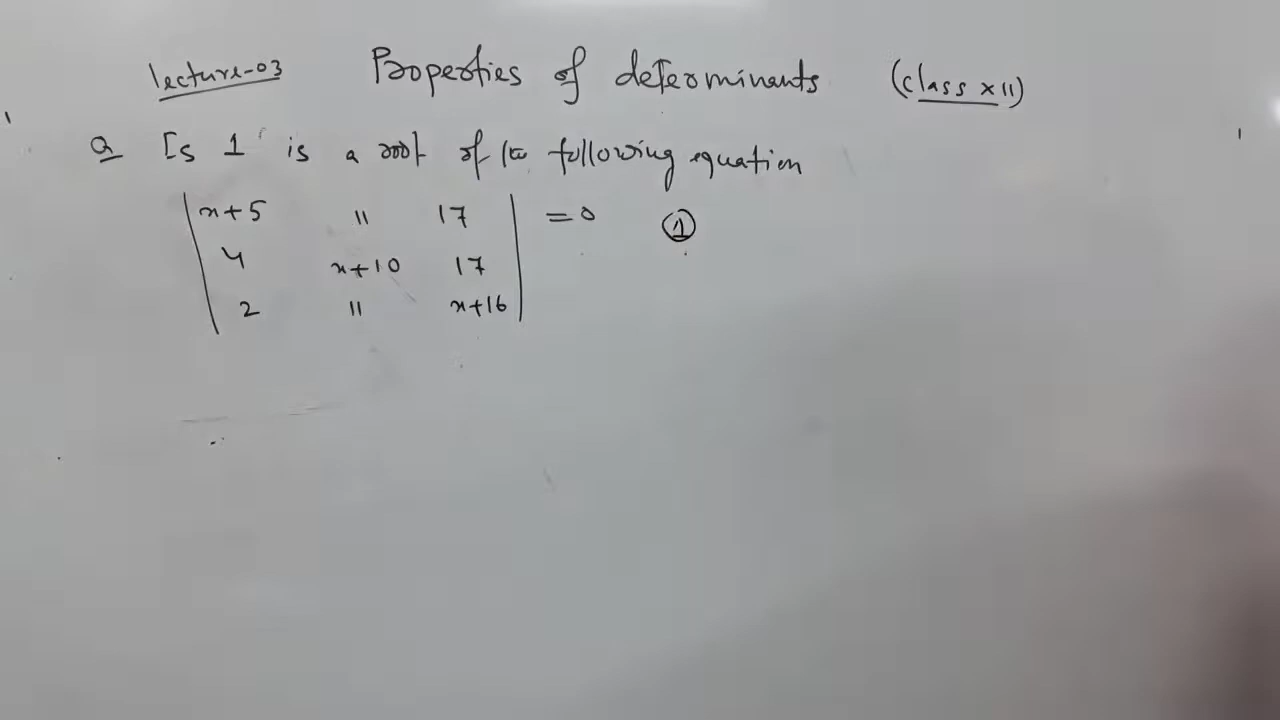 lecture-03 Properties of determinants (class XII)
Q Is 1 is a root of the following equation
x+5 11 17 =0 ①
4 x+10 17
2 11 x+16